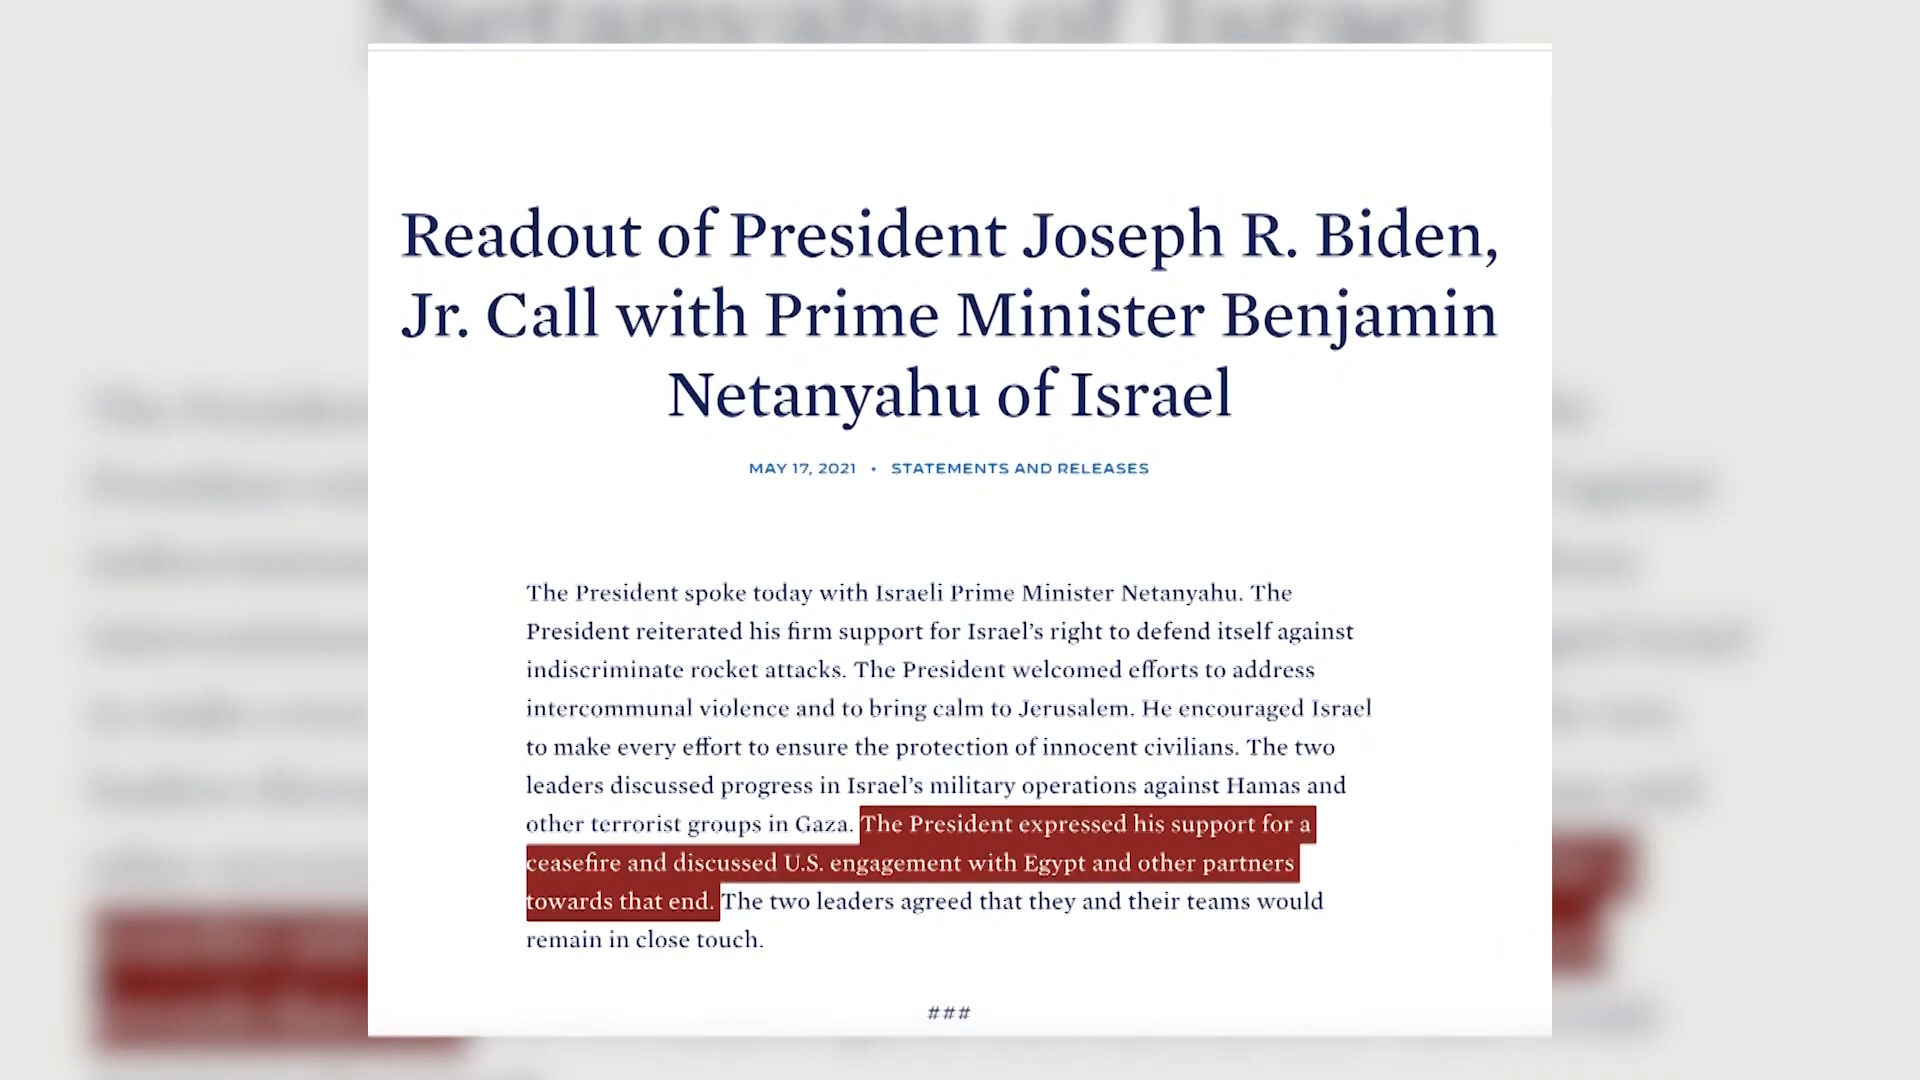 Netanyahu of Israel
Readout of President Joseph R. Biden,
Jr. Call with Prime Minister Benjamin
Netanyahu of Israel
MAY 17, 2021 • STATEMENTS AND RELEASES
The President spoke today with Israeli Prime Minister Netanyahu. The
President reiterated his firm support for Israel’s right to defend itself against
indiscriminate rocket attacks. The President welcomed efforts to address
intercommunal violence and to bring calm to Jerusalem. He encouraged Israel
to make every effort to ensure the protection of innocent civilians. The two
leaders discussed progress in Israel’s military operations against Hamas and
other terrorist groups in Gaza. The President expressed his support for a
ceasefire and discussed U.S. engagement with Egypt and other partners
towards that end. The two leaders agreed that they and their teams would
remain in close touch.
###